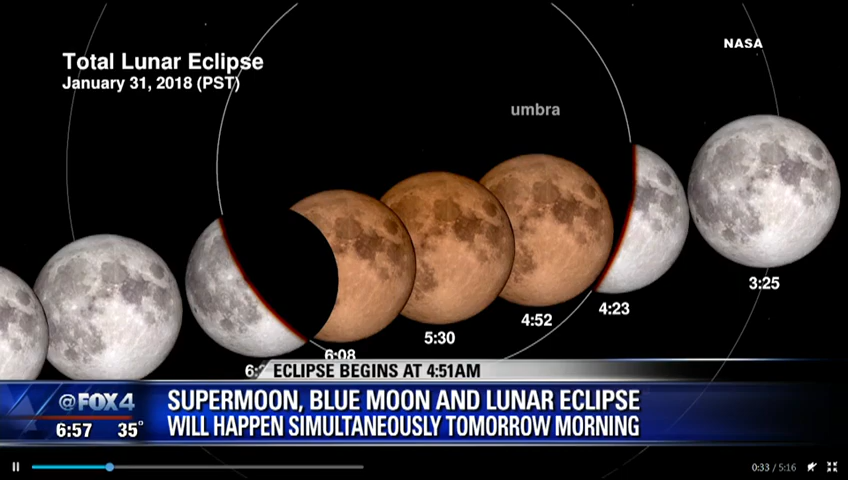 Total Lunar Eclipse
January 31, 2018 (PST)
NASA
umbra
3:25
4:23
4:52
5:30
6:08
ECLIPSE BEGINS AT 4:51AM
@FOX4
6:57 35°
SUPERMOON, BLUE MOON AND LUNAR ECLIPSE
WILL HAPPEN SIMULTANEOUSLY TOMORROW MORNING
0:33 / 5:16